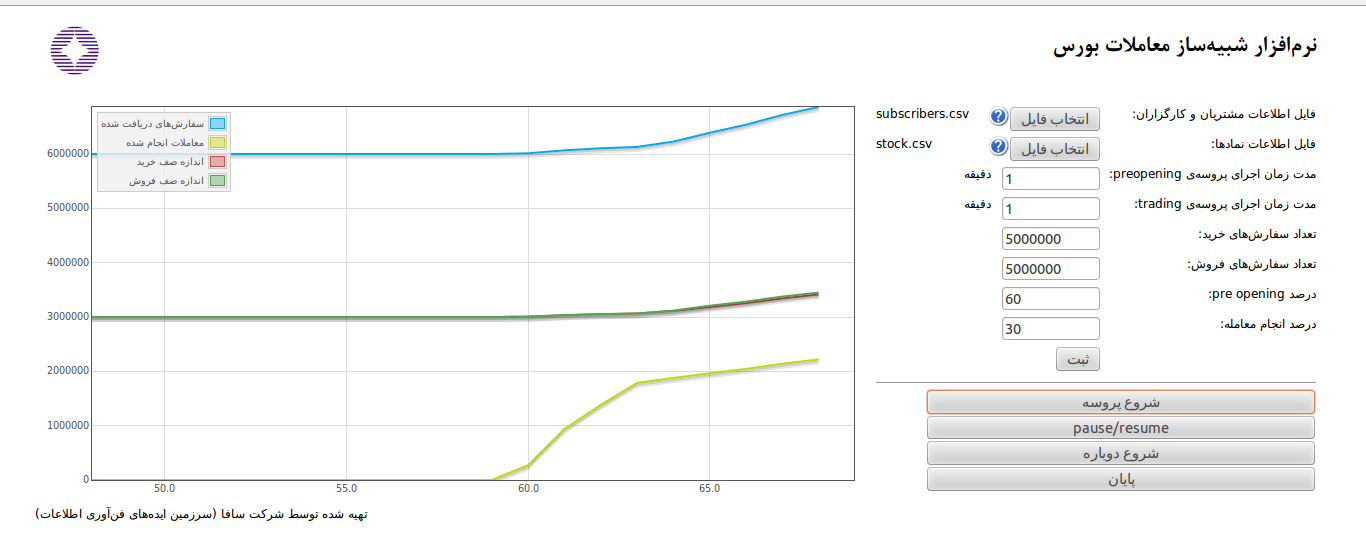 نرم‌افزار شبیه‌ساز معاملات بورس
فایل اطلاعات مشتریان و کارگزاران: انتخاب فایل ? subscribers.csv
فایل اطلاعات نمادها: انتخاب فایل ? stock.csv
مدت زمان اجرای پروسه‌ی preopening: 1 دقیقه
مدت زمان اجرای پروسه‌ی trading: 1 دقیقه
تعداد سفارش‌های خرید: 5000000
تعداد سفارش‌های فروش: 5000000
درصد pre opening: 60
درصد انجام معامله: 30
ثبت
شروع پروسه
pause/resume
شروع دوباره
پایان
سفارش‌های دریافت شده
معاملات انجام شده
اندازه صف خرید
اندازه صف فروش
6000000
5000000
4000000
3000000
2000000
1000000
0
50.0 55.0 60.0 65.0
تهیه شده توسط شرکت سافا (سرزمین ایده‌های فن‌آوری اطلاعات)